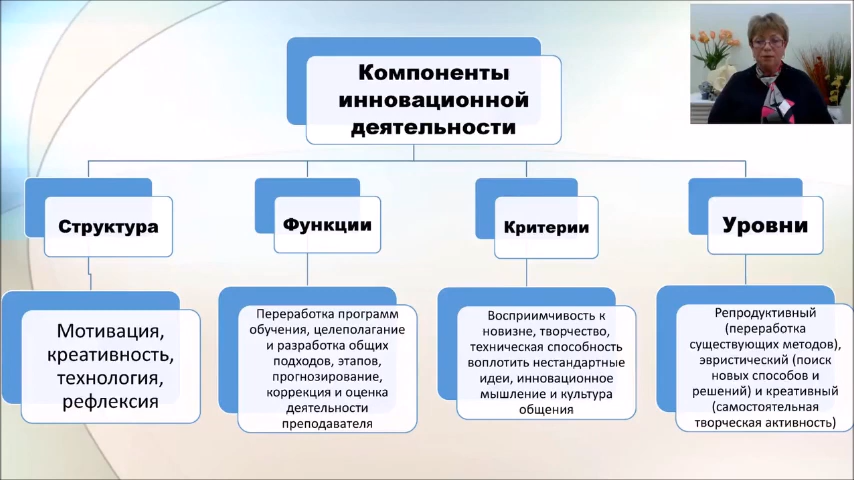 Компоненты
инновационной
деятельности
Структура
Функции
Критерии
Уровни
Мотивация,
креативность,
технология,
рефлексия
Переработка программ
обучения, целеполагание
и разработка общих
подходов, этапов,
прогнозирование,
коррекция и оценка
деятельности
преподавателя
Восприимчивость к
новизне, творчество,
техническая способность
воплотить нестандартные
идеи, инновационное
мышление и культура
общения
Репродуктивный
(переработка
существующих методов),
эвристический (поиск
новых способов и
решений) и креативный
(самостоятельная
творческая активность)